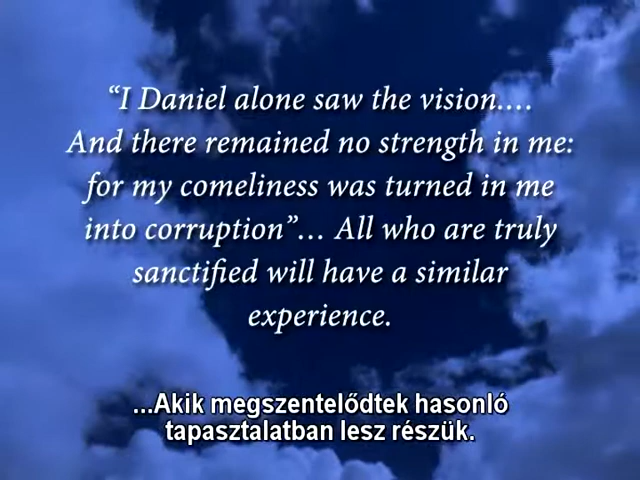 “I Daniel alone saw the vision....
And there remained no strength in me:
for my comeliness was turned in me
into corruption”... All who are truly
sanctified will have a similar
experience.
...Akik megszentelődtek hasonló
tapasztalatban lesz részük.